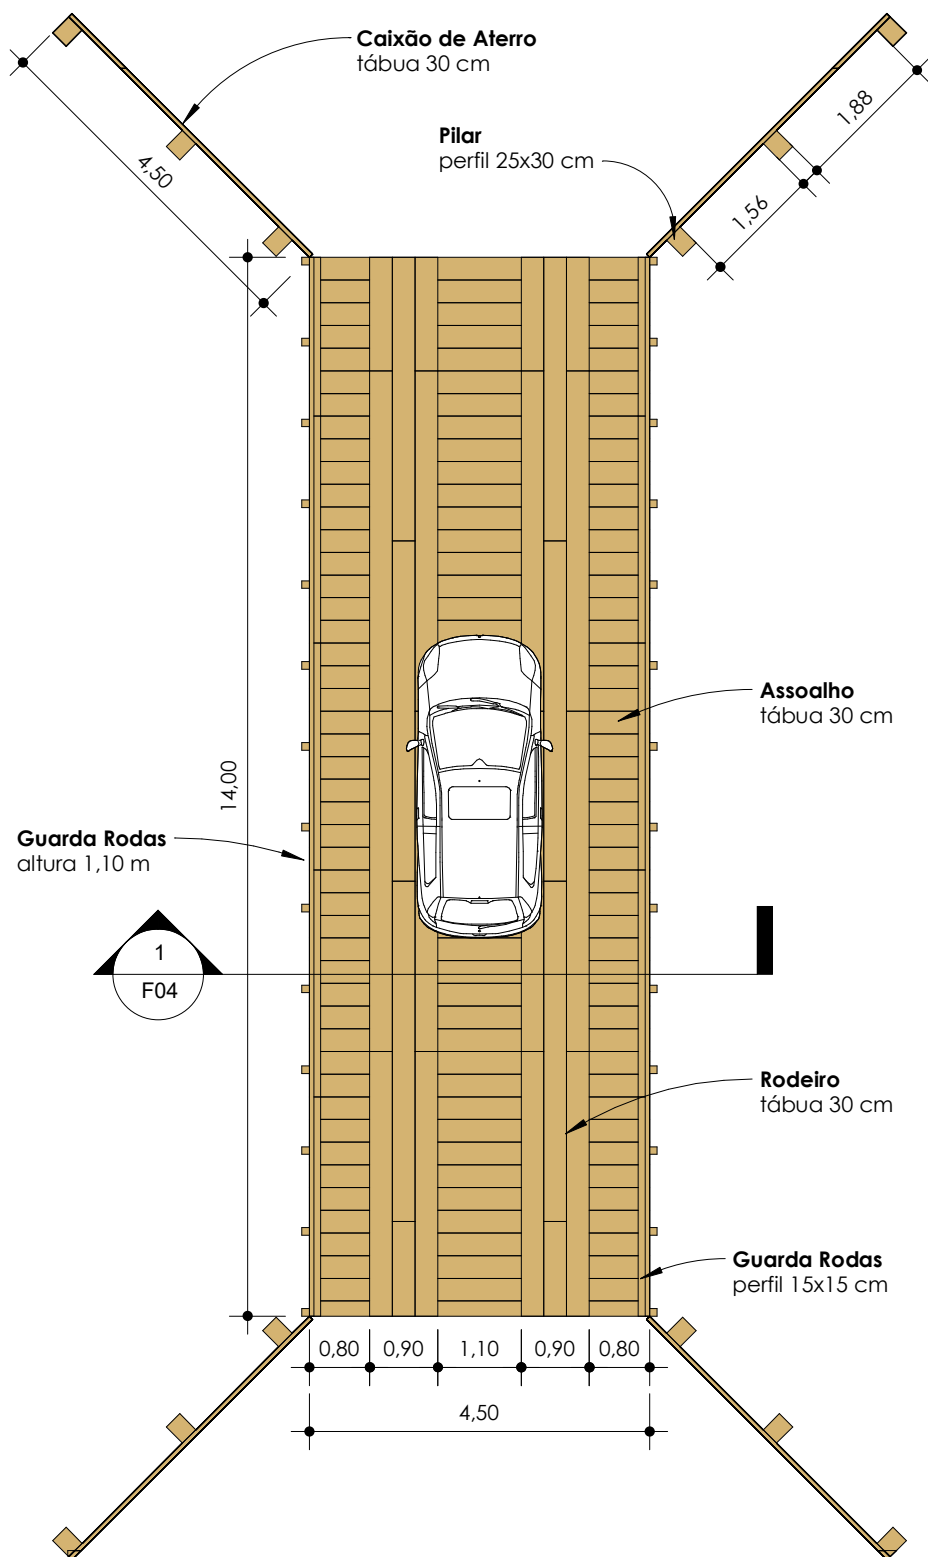 Caixão de Aterro
tábua 30 cm
Pilar
perfil 25x30 cm
1,88
1,56
4,50
Assoalho
tábua 30 cm
14,00
Guarda Rodas
altura 1,10 m
1
F04
Rodeiro
tábua 30 cm
Guarda Rodas
perfil 15x15 cm
0,80 0,90 1,10 0,90 0,80
4,50